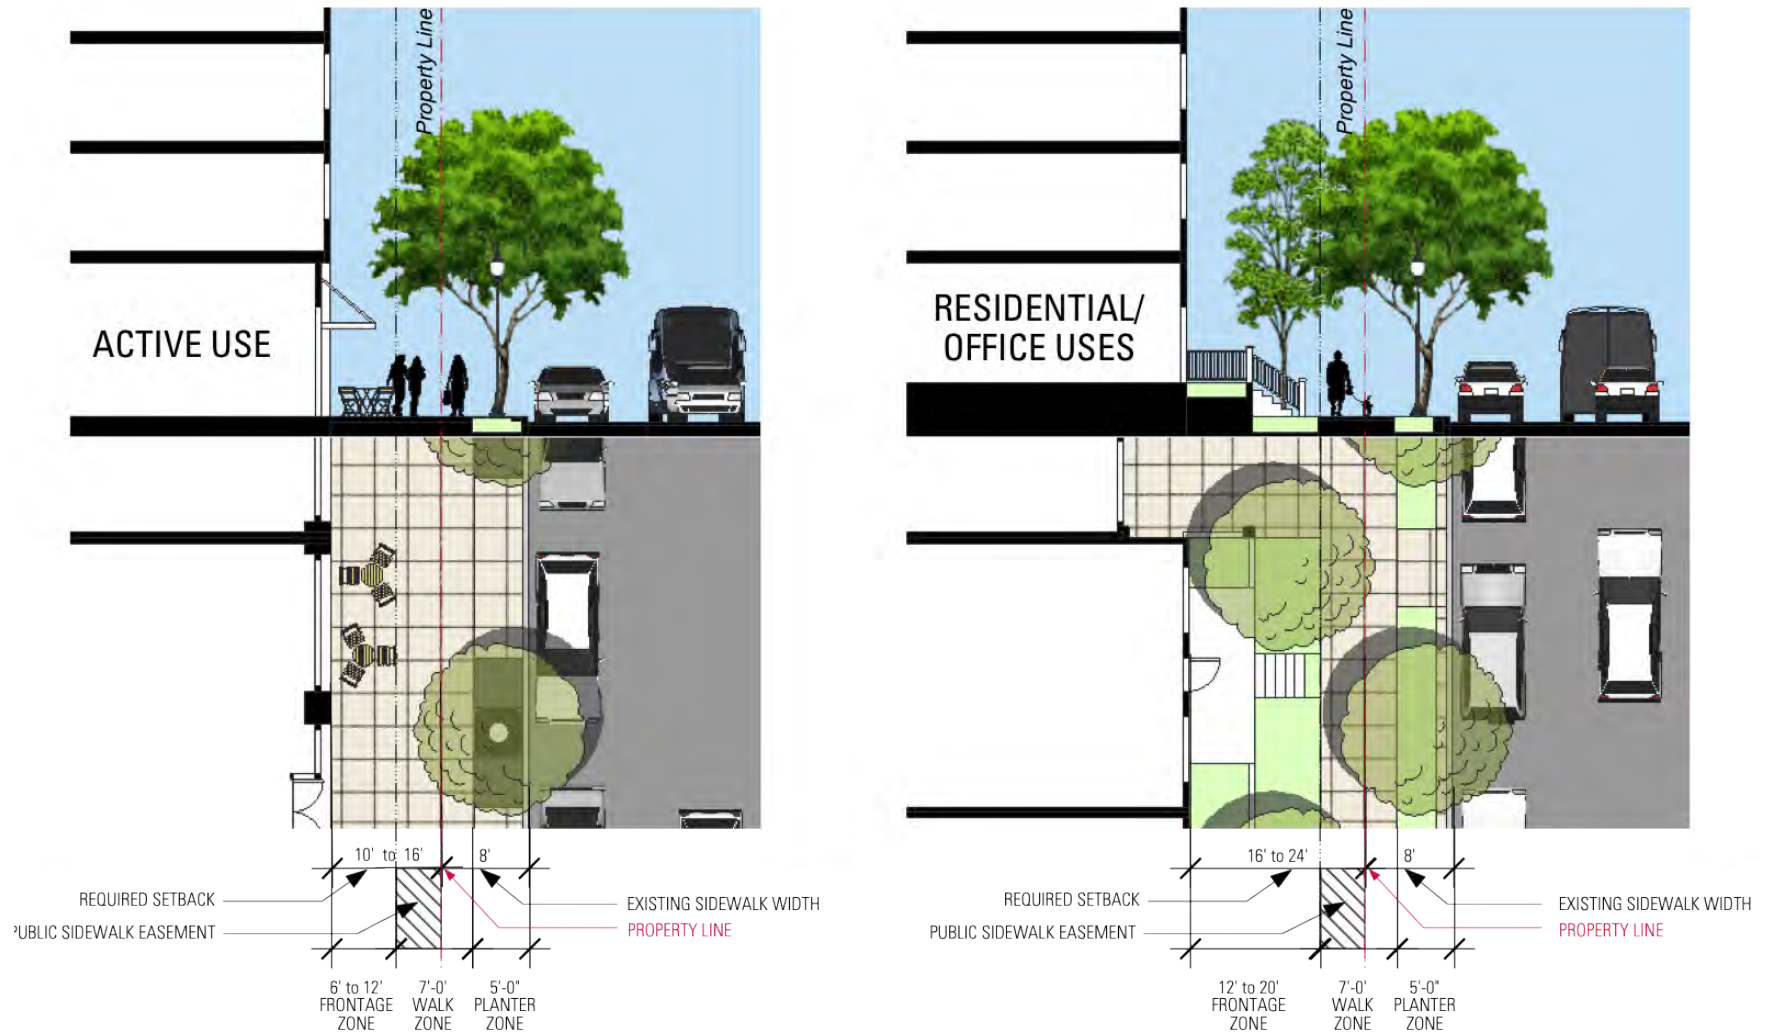 Property Line
ACTIVE USE
10' to 16'
8'
REQUIRED SETBACK
PUBLIC SIDEWALK EASEMENT
EXISTING SIDEWALK WIDTH
PROPERTY LINE
6' to 12'
FRONTAGE
ZONE
7'-0'
WALK
ZONE
5'-0"
PLANTER
ZONE
Property Line
RESIDENTIAL/
OFFICE USES
16' to 24'
8'
REQUIRED SETBACK
PUBLIC SIDEWALK EASEMENT
EXISTING SIDEWALK WIDTH
PROPERTY LINE
12' to 20'
FRONTAGE
ZONE
7'-0'
WALK
ZONE
5'-0"
PLANTER
ZONE